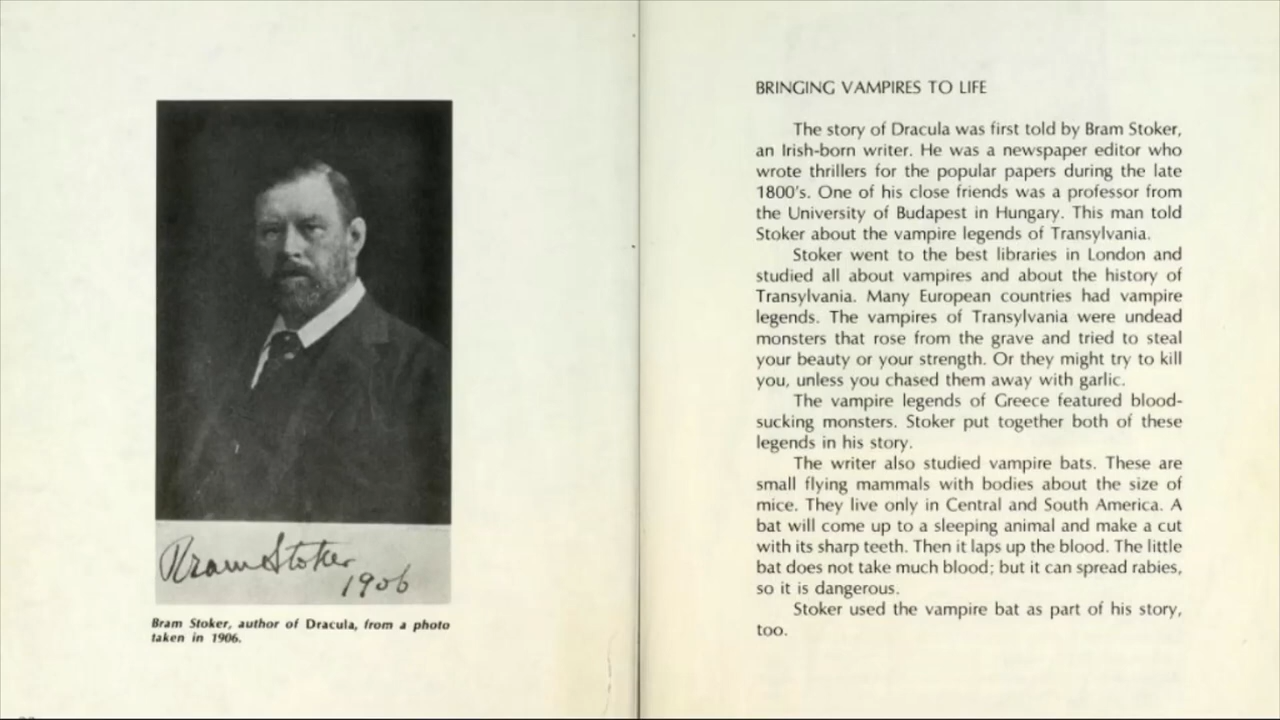 Bram Stoker
1906
Bram Stoker, author of Dracula, from a photo
taken in 1906.
BRINGING VAMPIRES TO LIFE
The story of Dracula was first told by Bram Stoker,
an Irish-born writer. He was a newspaper editor who
wrote thrillers for the popular papers during the late
1800's. One of his close friends was a professor from
the University of Budapest in Hungary. This man told
Stoker about the vampire legends of Transylvania.
Stoker went to the best libraries in London and
studied all about vampires and about the history of
Transylvania. Many European countries had vampire
legends. The vampires of Transylvania were undead
monsters that rose from the grave and tried to steal
your beauty or your strength. Or they might try to kill
you, unless you chased them away with garlic.
The vampire legends of Greece featured blood-
sucking monsters. Stoker put together both of these
legends in his story.
The writer also studied vampire bats. These are
small flying mammals with bodies about the size of
mice. They live only in Central and South America. A
bat will come up to a sleeping animal and make a cut
with its sharp teeth. Then it laps up the blood. The little
bat does not take much blood; but it can spread rabies,
so it is dangerous.
Stoker used the vampire bat as part of his story,
too.